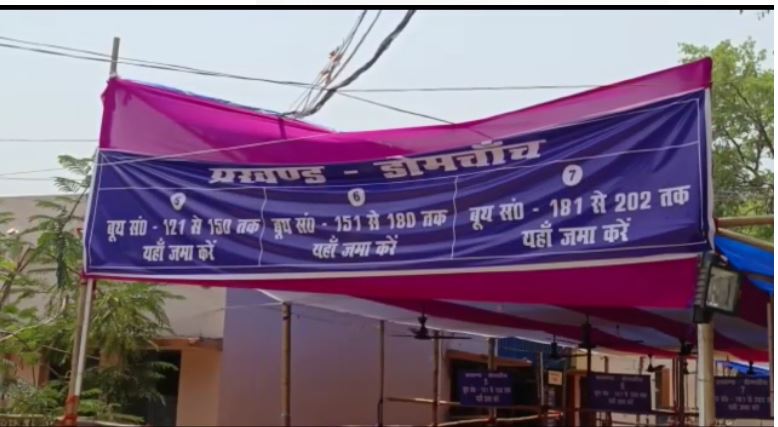 प्रखण्ड - डोमचाँच
5
बूथ सं0 - 121 से 150 तक
यहाँ जमा करें
6
बूथ सं0 - 151 से 180 तक
यहाँ जमा करें
7
बूथ सं0 - 181 से 202 तक
यहाँ जमा करें